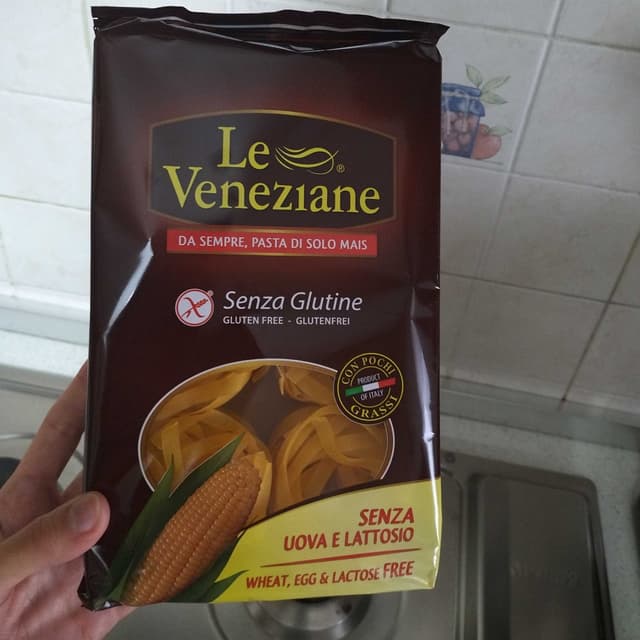 Le
Veneziane®
DA SEMPRE, PASTA DI SOLO MAIS
Senza Glutine
GLUTEN FREE - GLUTENFREI
CON POCHI
PRODUCT
OF ITALY
GRASSI
SENZA
UOVA E LATTOSIO
WHEAT, EGG & LACTOSE FREE